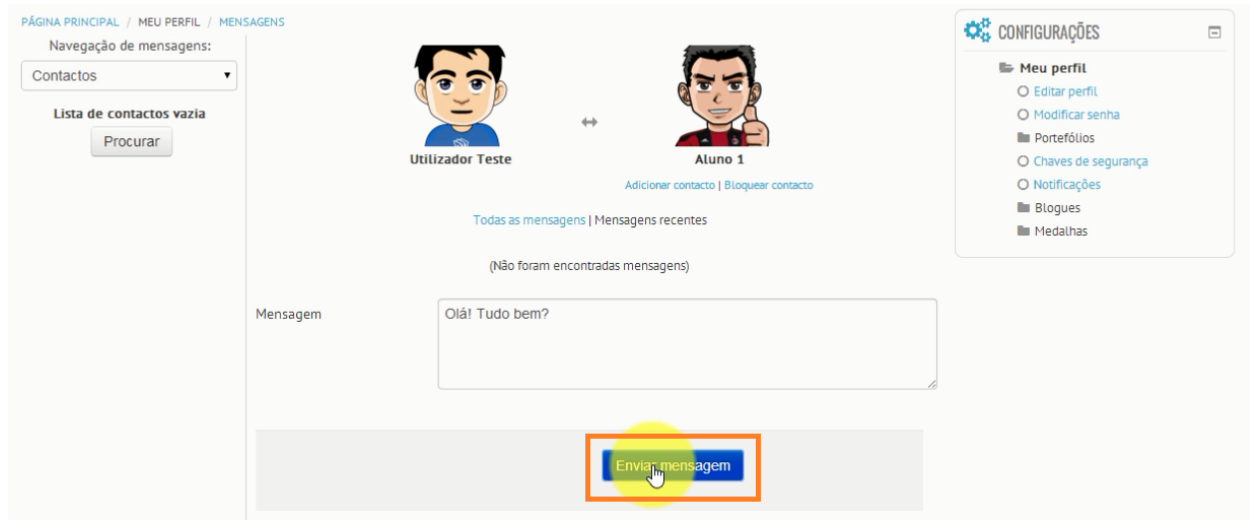 PÁGINA PRINCIPAL / MEU PERFIL / MENSAGENS
Navegação de mensagens:
Contactos
Lista de contactos vazia
Procurar
Utilizador Teste
Aluno 1
Adicionar contacto | Bloquear contacto
Todas as mensagens | Mensagens recentes
(Não foram encontradas mensagens)
Mensagem
Olá! Tudo bem?
Enviar mensagem
CONFIGURAÇÕES
Meu perfil
Editar perfil
Modificar senha
Portefólios
Chaves de segurança
Notificações
Blogues
Medalhas